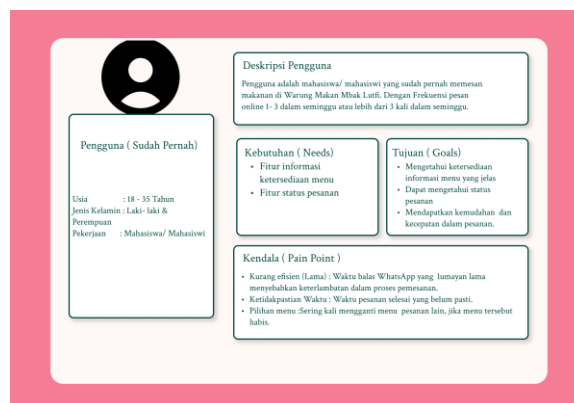 Pengguna ( Sudah Pernah)
Usia : 18 - 35 Tahun
Jenis Kelamin : Laki- laki &
Perempuan
Pekerjaan : Mahasiswa/ Mahasiswi
Deskripsi Pengguna
Pengguna adalah mahasiswa/ mahasiswi yang sudah pernah memesan
makanan di Warung Makan Mbak Lutfi. Dengan Frekuensi pesan
online 1- 3 dalam seminggu atau lebih dari 3 kali dalam seminggu.
Kebutuhan ( Needs)
• Fitur informasi
ketersediaan menu
• Fitur status pesanan
Tujuan ( Goals)
• Mengetahui ketersediaan
informasi menu yang jelas
• Dapat mengetahui status
pesanan
• Mendapatkan kemudahan dan
kecepatan dalam pesanan.
Kendala ( Pain Point )
• Kurang efisien (Lama) : Waktu balas WhatsApp yang lumayan lama
menyebabkan keterlambatan dalam proses pemesanan.
• Ketidakpastian Waktu : Waktu pesanan selesai yang belum pasti.
• Pilihan menu :Sering kali mengganti menu pesanan lain, jika menu tersebut
habis.